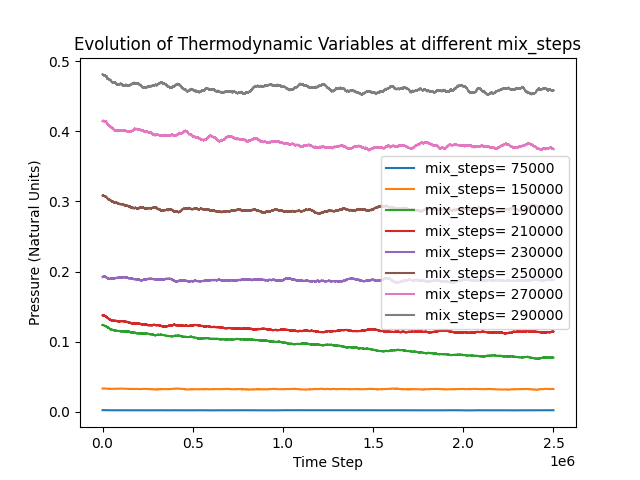 Evolution of Thermodynamic Variables at different mix_steps
0.5
0.4
0.3
0.2
0.1
0.0
Pressure (Natural Units)
mix_steps= 75000
mix_steps= 150000
mix_steps= 190000
mix_steps= 210000
mix_steps= 230000
mix_steps= 250000
mix_steps= 270000
mix_steps= 290000
0.0 0.5 1.0 1.5 2.0 2.5
1e6
Time Step